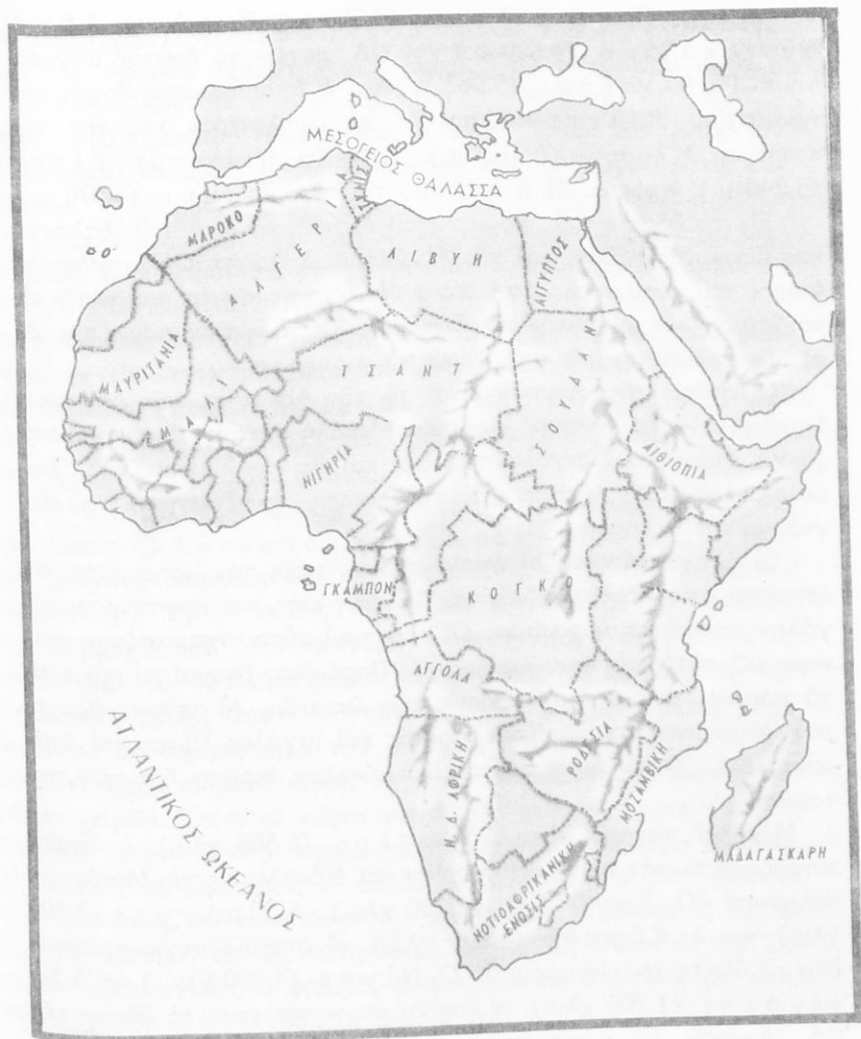 ΜΕΣΟΓΕΙΟΣ ΘΑΛΑΣΣΑ
ΤΥΝΙΣ
ΜΑΡΟΚΟ
ΑΛΓΕΡΙΑ
ΛΙΒΥΗ
ΑΙΓΥΠΤΟΣ
ΜΑΥΡΙΤΑΝΙΑ
ΜΑΛΙ
ΤΣΑΝΤ
ΣΟΥΔΑΝ
ΝΙΓΗΡΙΑ
ΑΙΘΙΟΠΙΑ
ΓΚΑΜΠΟΝ
ΚΟΓΚΟ
ΑΓΓΟΛΑ
ΑΤΛΑΝΤΙΚΟΣ ΩΚΕΑΝΟΣ
Ν.Δ. ΑΦΡΙΚΗ
ΡΟΔΕΣΙΑ
ΜΟΖΑΜΒΙΚΗ
ΜΑΔΑΓΑΣΚΑΡΗ
ΝΟΤΙΟΑΦΡΙΚΑΝΙΚΗ
ΕΝΩΣΙΣ